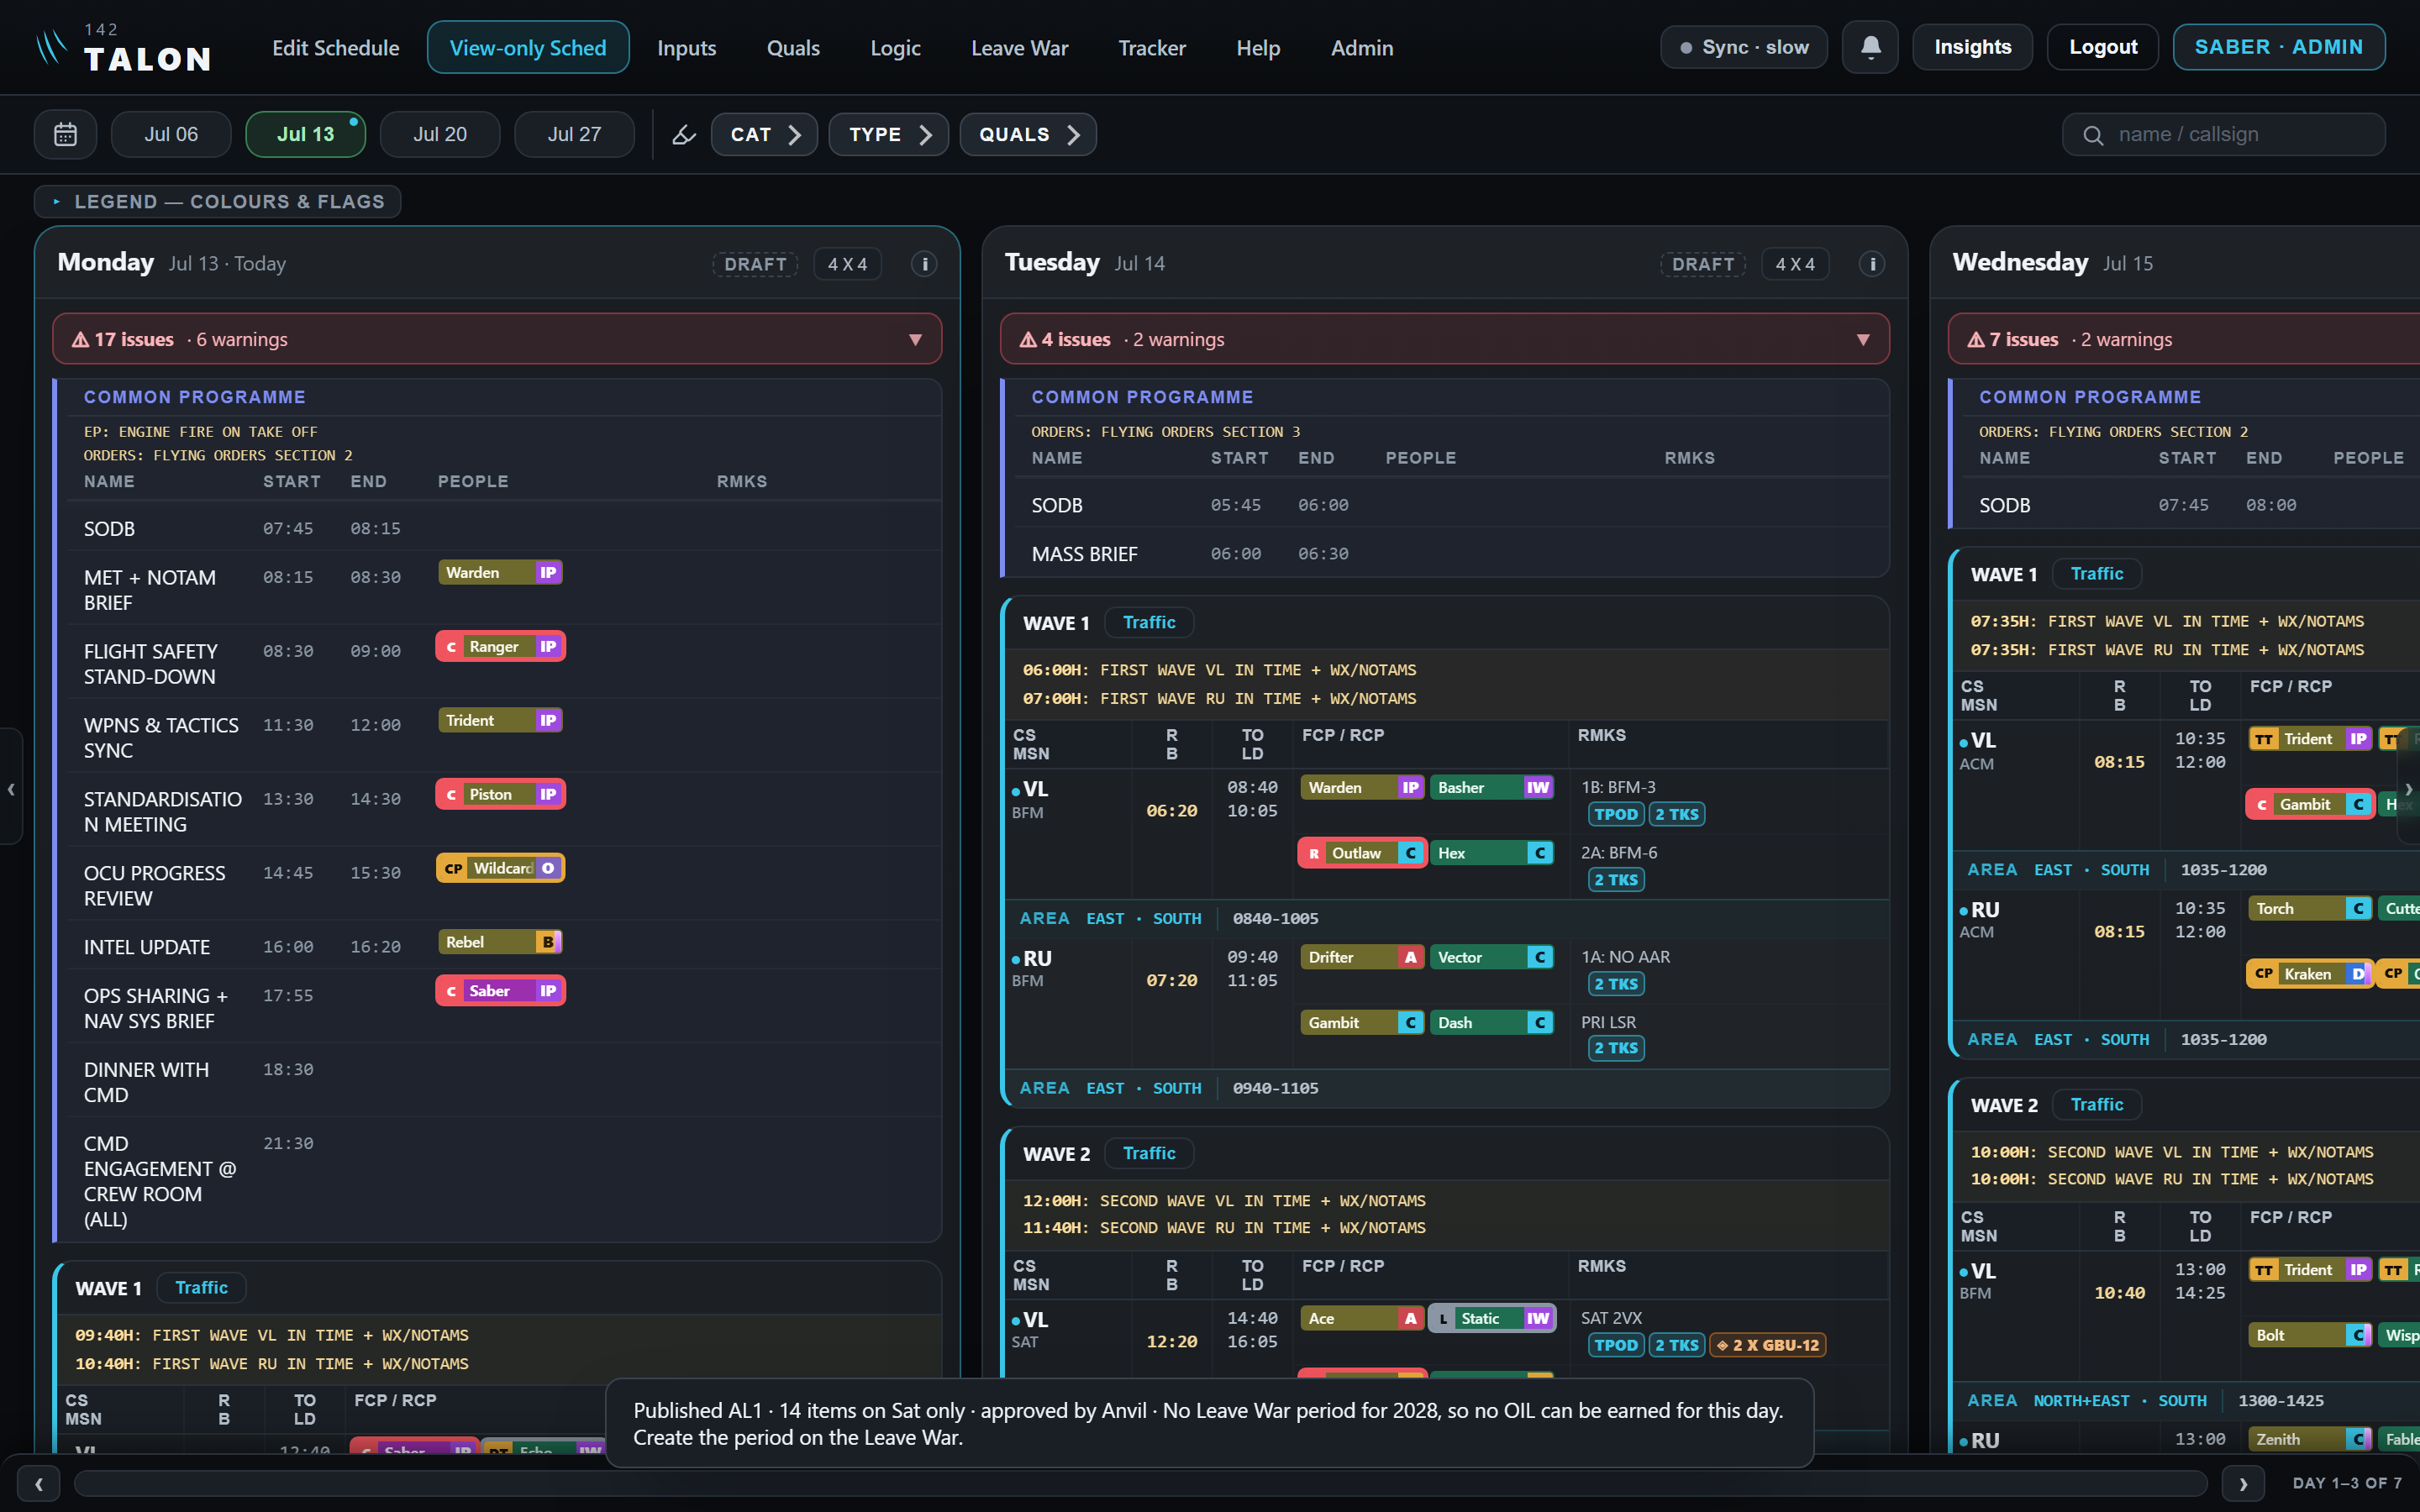 142
TALON
Edit Schedule
View-only Sched
Inputs
Quals
Logic
Leave War
Tracker
Help
Admin
Sync · slow
Insights
Logout
SABER · ADMIN
Jul 06
Jul 13
Jul 20
Jul 27
CAT
TYPE
QUALS
name / callsign
LEGEND — COLOURS & FLAGS
Monday Jul 13 · Today
DRAFT
4 X 4
i
17 issues · 6 warnings
COMMON PROGRAMME
EP: ENGINE FIRE ON TAKE OFF
ORDERS: FLYING ORDERS SECTION 2
NAME START END PEOPLE RMKS
SODB 07:45 08:15
MET + NOTAM 08:15 08:30 Warden IP
BRIEF
FLIGHT SAFETY 08:30 09:00 C Ranger IP
STAND-DOWN
WPNS & TACTICS 11:30 12:00 Trident IP
SYNC
STANDARDISATIO 13:30 14:30 C Piston IP
N MEETING
OCU PROGRESS 14:45 15:30 CP Wildcard O
REVIEW
INTEL UPDATE 16:00 16:20 Rebel B
OPS SHARING + 17:55 C Saber IP
NAV SYS BRIEF
DINNER WITH 18:30
CMD
CMD 21:30
ENGAGEMENT @
CREW ROOM
(ALL)
WAVE 1 Traffic
09:40H: FIRST WAVE VL IN TIME + WX/NOTAMS
10:40H: FIRST WAVE RU IN TIME + WX/NOTAMS
CS R TO FCP / RCP
MSN B LD
VL 12:40 C Saber IP Echo IW
Tuesday Jul 14
DRAFT
4 X 4
i
4 issues · 2 warnings
COMMON PROGRAMME
ORDERS: FLYING ORDERS SECTION 3
NAME START END PEOPLE RMKS
SODB 05:45 06:00
MASS BRIEF 06:00 06:30
WAVE 1 Traffic
06:00H: FIRST WAVE VL IN TIME + WX/NOTAMS
07:00H: FIRST WAVE RU IN TIME + WX/NOTAMS
CS R TO FCP / RCP RMKS
MSN B LD
VL 08:40 Warden IP Basher IW 1B: BFM-3
BFM 06:20 10:05 TPOD 2 TKS
R Outlaw C Hex C 2A: BFM-6
2 TKS
AREA EAST · SOUTH 0840-1005
RU 09:40 Drifter A Vector C 1A: NO AAR
BFM 07:20 11:05 2 TKS
Gambit C Dash C PRI LSR
2 TKS
AREA EAST · SOUTH 0940-1105
WAVE 2 Traffic
12:00H: SECOND WAVE VL IN TIME + WX/NOTAMS
11:40H: SECOND WAVE RU IN TIME + WX/NOTAMS
CS R TO FCP / RCP RMKS
MSN B LD
VL 14:40 Ace A L Static IW SAT 2VX
SAT 12:20 16:05 TPOD 2 TKS 2 X GBU-12
Wednesday Jul 15
7 issues · 2 warnings
COMMON PROGRAMME
ORDERS: FLYING ORDERS SECTION 2
NAME START END PEOPLE
SODB 07:45 08:00
WAVE 1 Traffic
07:35H: FIRST WAVE VL IN TIME + WX/NOTAMS
07:35H: FIRST WAVE RU IN TIME + WX/NOTAMS
CS R TO FCP / RCP
MSN B LD
VL 10:35 TT Trident IP TT
ACM 08:15 12:00
C Gambit C
AREA EAST · SOUTH 1035-1200
RU 10:35 Torch C
ACM 08:15 12:00
CP Kraken D CP
AREA EAST · SOUTH 1035-1200
WAVE 2 Traffic
10:00H: SECOND WAVE VL IN TIME + WX/NOTAMS
10:00H: SECOND WAVE RU IN TIME + WX/NOTAMS
CS R TO FCP / RCP
MSN B LD
VL 13:00 TT Trident IP TT
BFM 10:40 14:25
Bolt C Wisp
AREA NORTH+EAST · SOUTH 1300-1425
RU 13:00 Zenith C Fable
Published AL1 · 14 items on Sat only · approved by Anvil · No Leave War period for 2028, so no OIL can be earned for this day.
Create the period on the Leave War.
DAY 1–3 OF 7